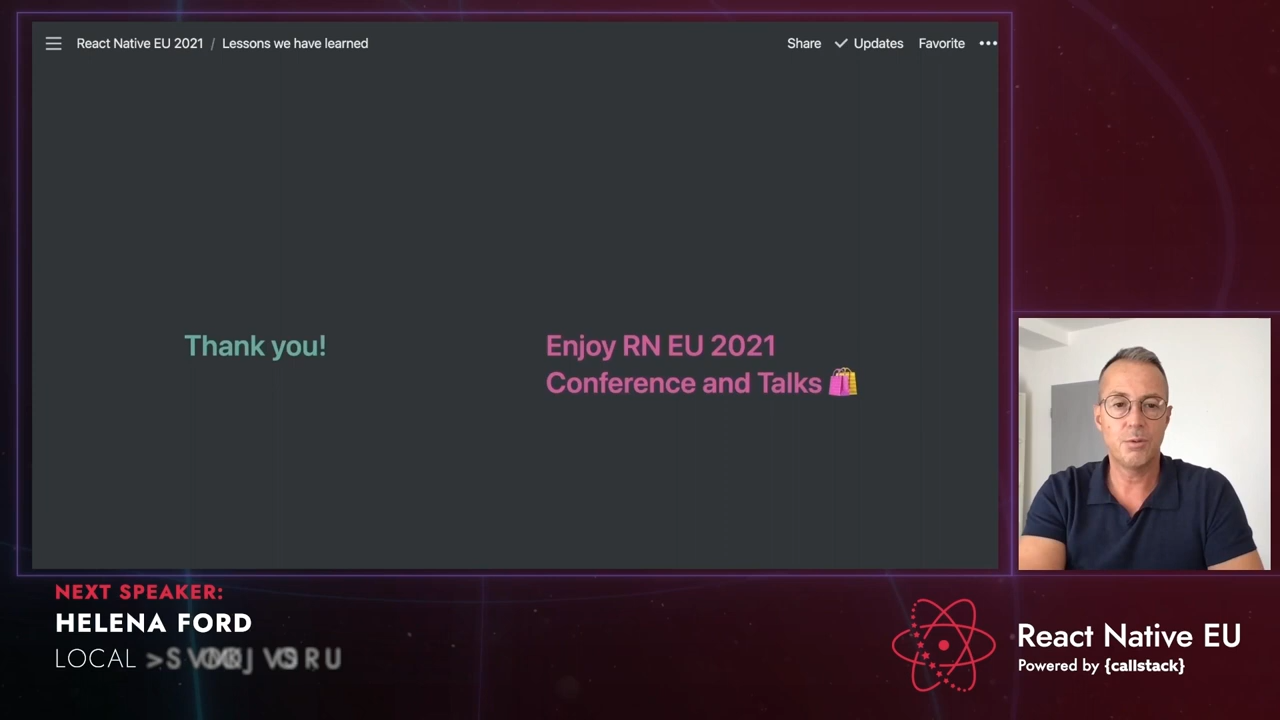 React Native EU 2021 / Lessons we have learned
Share ✓ Updates Favorite •••
Thank you!
Enjoy RN EU 2021
Conference and Talks 🛍️
NEXT SPEAKER:
HELENA FORD
LOCAL
React Native EU
Powered by {callstack}